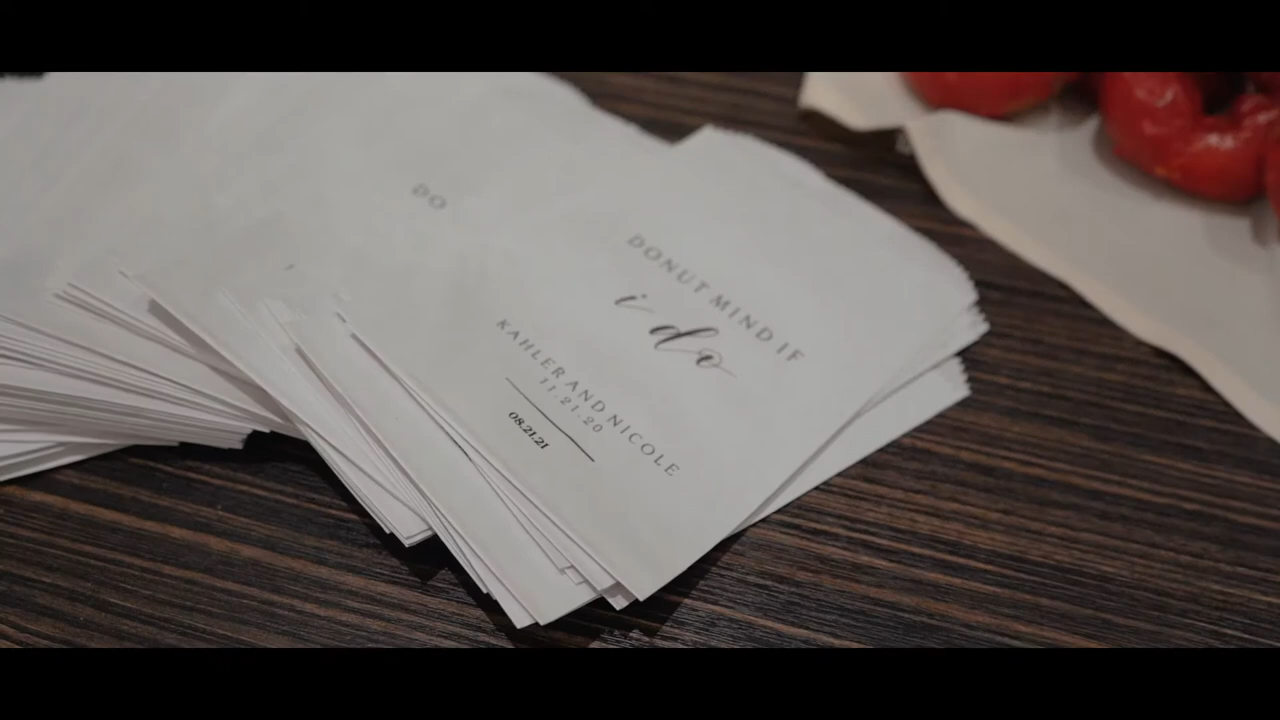 DO
DONUT MIND IF
i do
KAHLER AND NICOLE
11.21.20
08.21.21